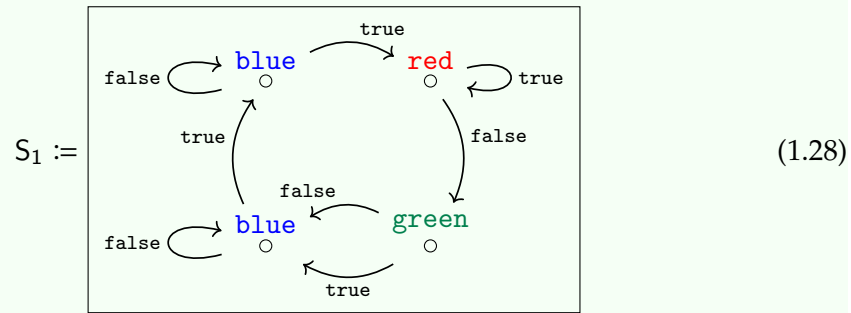 true
blue
red
false
true
S₁ :=
true
false
(1.28)
false
blue
green
false
true